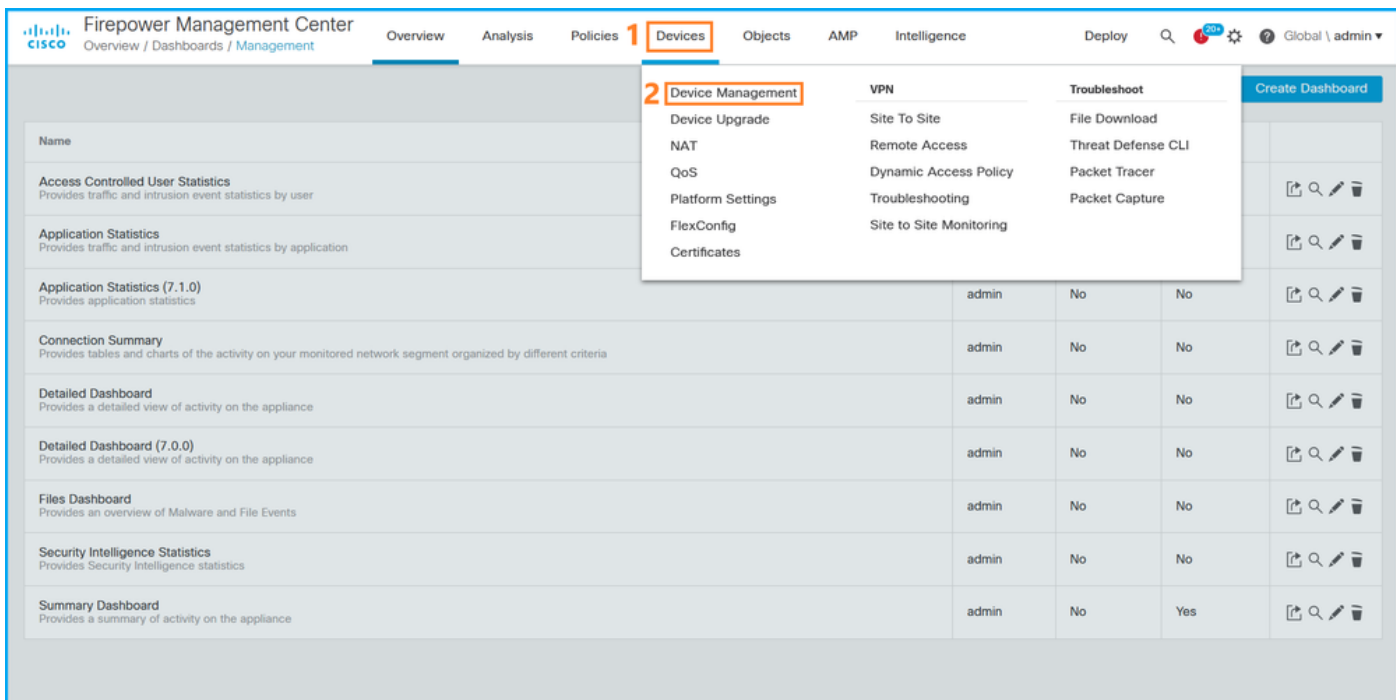 CISCO
Firepower Management Center
Overview / Dashboards / Management
Overview
Analysis
Policies
1
Devices
Objects
AMP
Intelligence
Deploy
20+
Global \ admin
2
Device Management
Device Upgrade
NAT
QoS
Platform Settings
FlexConfig
Certificates
VPN
Site To Site
Remote Access
Dynamic Access Policy
Troubleshooting
Site to Site Monitoring
Troubleshoot
File Download
Threat Defense CLI
Packet Tracer
Packet Capture
Create Dashboard
Name
Access Controlled User Statistics
Provides traffic and intrusion event statistics by user
Application Statistics
Provides traffic and intrusion event statistics by application
Application Statistics (7.1.0)
Provides application statistics
admin No No
Connection Summary
Provides tables and charts of the activity on your monitored network segment organized by different criteria
admin No No
Detailed Dashboard
Provides a detailed view of activity on the appliance
admin No No
Detailed Dashboard (7.0.0)
Provides a detailed view of activity on the appliance
admin No No
Files Dashboard
Provides an overview of Malware and File Events
admin No No
Security Intelligence Statistics
Provides Security Intelligence statistics
admin No No
Summary Dashboard
Provides a summary of activity on the appliance
admin No Yes